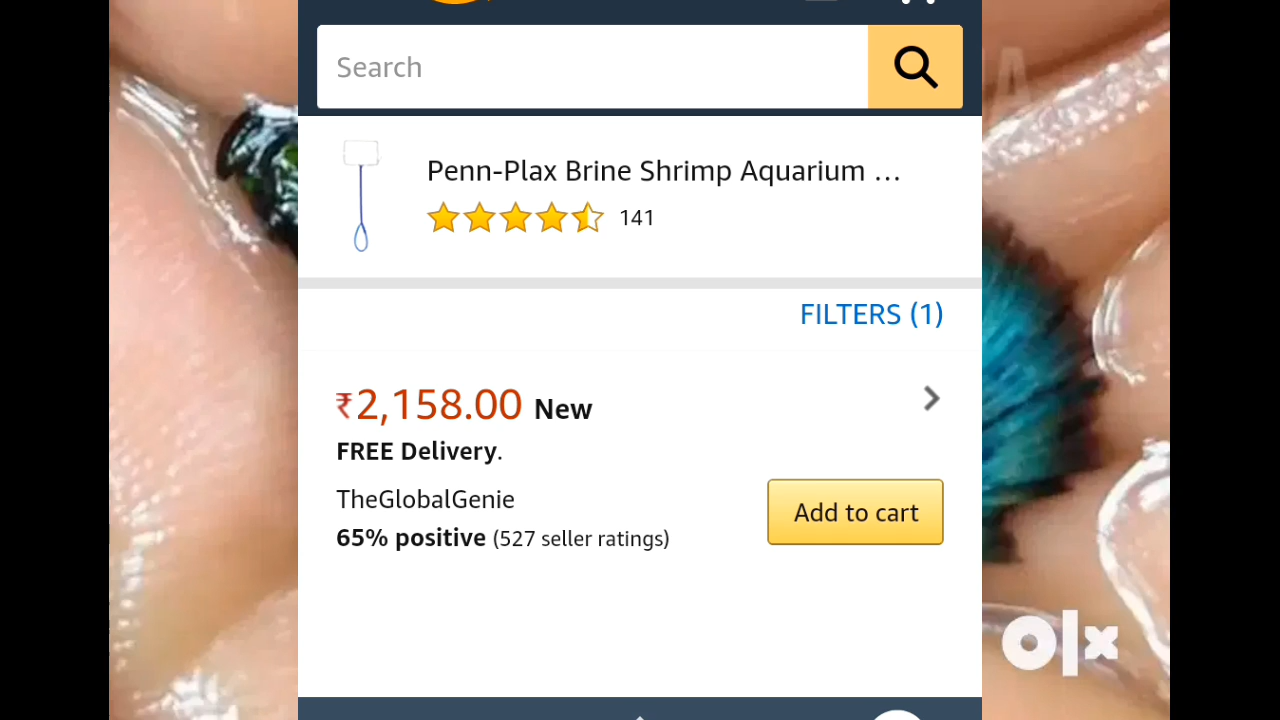 Search
Penn-Plax Brine Shrimp Aquarium ...
141
FILTERS (1)
₹2,158.00 New
FREE Delivery.
TheGlobalGenie
65% positive (527 seller ratings)
Add to cart
olx